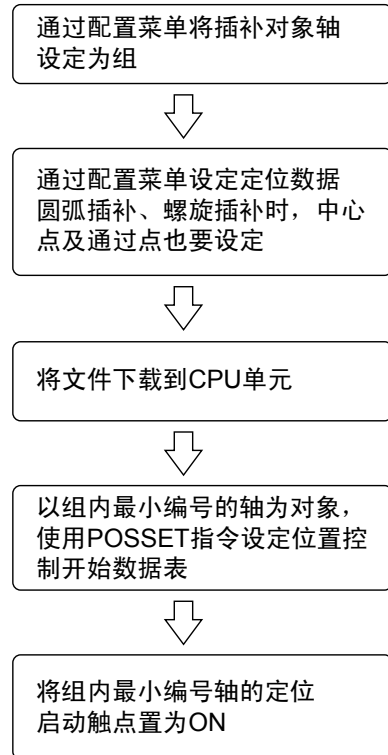 通过配置菜单将插补对象轴
设定为组
通过配置菜单设定定位数据
圆弧插补、螺旋插补时，中心
点及通过点也要设定
将文件下载到CPU单元
以组内最小编号的轴为对象，
使用POSSET指令设定位置控
制开始数据表
将组内最小编号轴的定位
启动触点置为ON